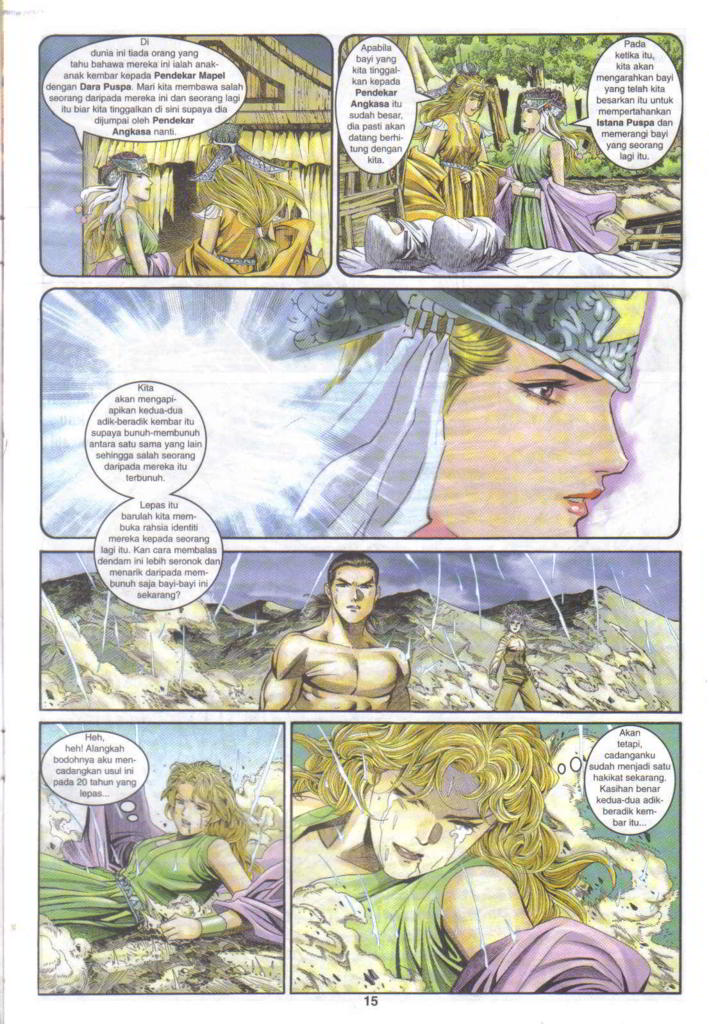 Di
dunia ini tiada orang yang
tahu bahawa mereka ini ialah anak-
anak kembar kepada Pendekar Mapel
dengan Dara Puspa. Mari kita membawa salah
seorang daripada mereka ini dan seorang lagi
itu biar kita tinggalkan di sini supaya dia
dijumpai oleh Pendekar
Angkasa nanti.
Apabila
bayi yang
kita tinggal-
kan kepada
Pendekar
Angkasa itu
sudah besar,
dia pasti akan
datang berhi-
tung dengan
kita.
Pada
ketika itu,
kita akan
mengarahkan bayi
yang telah kita
besarkan itu untuk
mempertahankan
Istana Puspa dan
memerangi bayi
yang seorang
lagi itu.
Kita
akan mengapi-
apikan kedua-dua
adik-beradik kembar itu
supaya bunuh-membunuh
antara satu sama yang lain
sehingga salah seorang
daripada mereka itu
terbunuh.
Lepas itu
barulah kita mem-
buka rahsia identiti
mereka kepada seorang
lagi itu. Kan cara membalas
dendam ini lebih seronok dan
menarik daripada mem-
bunuh saja bayi-bayi ini
sekarang?
Heh,
heh! Alangkah
bodohnya aku men-
cadangkan usul ini
pada 20 tahun yang
lepas...
Akan
tetapi,
cadanganku
sudah menjadi satu
hakikat sekarang.
Kasihan benar
kedua-dua adik-
beradik kem-
bar itu...
15